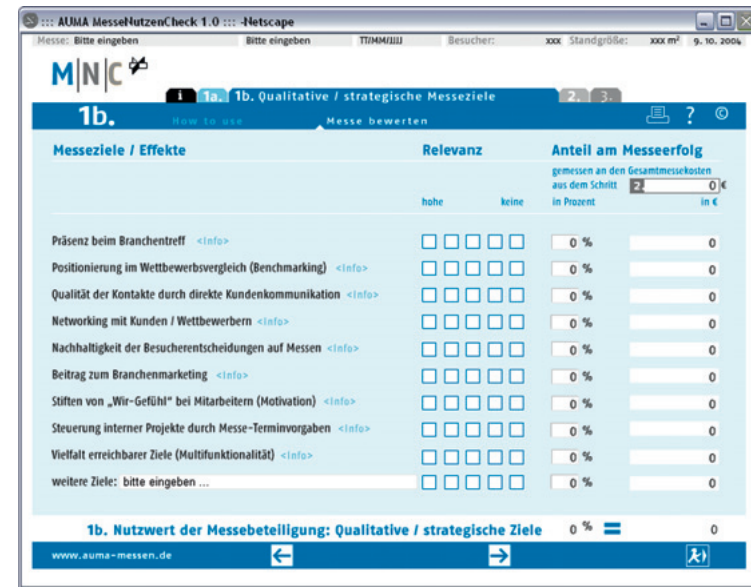 ::: AUMA MesseNutzenCheck 1.0 ::: -Netscape
Messe: Bitte eingeben Bitte eingeben TT/MM/JJJJ Besucher: xxx Standgröße: xxx m² 9. 10. 2004
M|N|C
i 1a. 1b. Qualitative / strategische Messeziele 2. 3.
1b. How to use Messe bewerten ? ©
Messeziele / Effekte Relevanz Anteil am Messeerfolg
gemessen an den Gesamtmessekosten
aus dem Schritt 2. 0 €
hohe keine in Prozent in €
Präsenz beim Branchentreff <Info> 0 % 0
Positionierung im Wettbewerbsvergleich (Benchmarking) <Info> 0 % 0
Qualität der Kontakte durch direkte Kundenkommunikation <Info> 0 % 0
Networking mit Kunden / Wettbewerbern <Info> 0 % 0
Nachhaltigkeit der Besucherentscheidungen auf Messen <Info> 0 % 0
Beitrag zum Branchenmarketing <Info> 0 % 0
Stiften von „Wir-Gefühl“ bei Mitarbeitern (Motivation) <Info> 0 % 0
Steuerung interner Projekte durch Messe-Terminvorgaben <Info> 0 % 0
Vielfalt erreichbarer Ziele (Multifunktionalität) <Info> 0 % 0
weitere Ziele: bitte eingeben ... 0 % 0
1b. Nutzwert der Messebeteiligung: Qualitative / strategische Ziele 0 % = 0
www.auma-messen.de